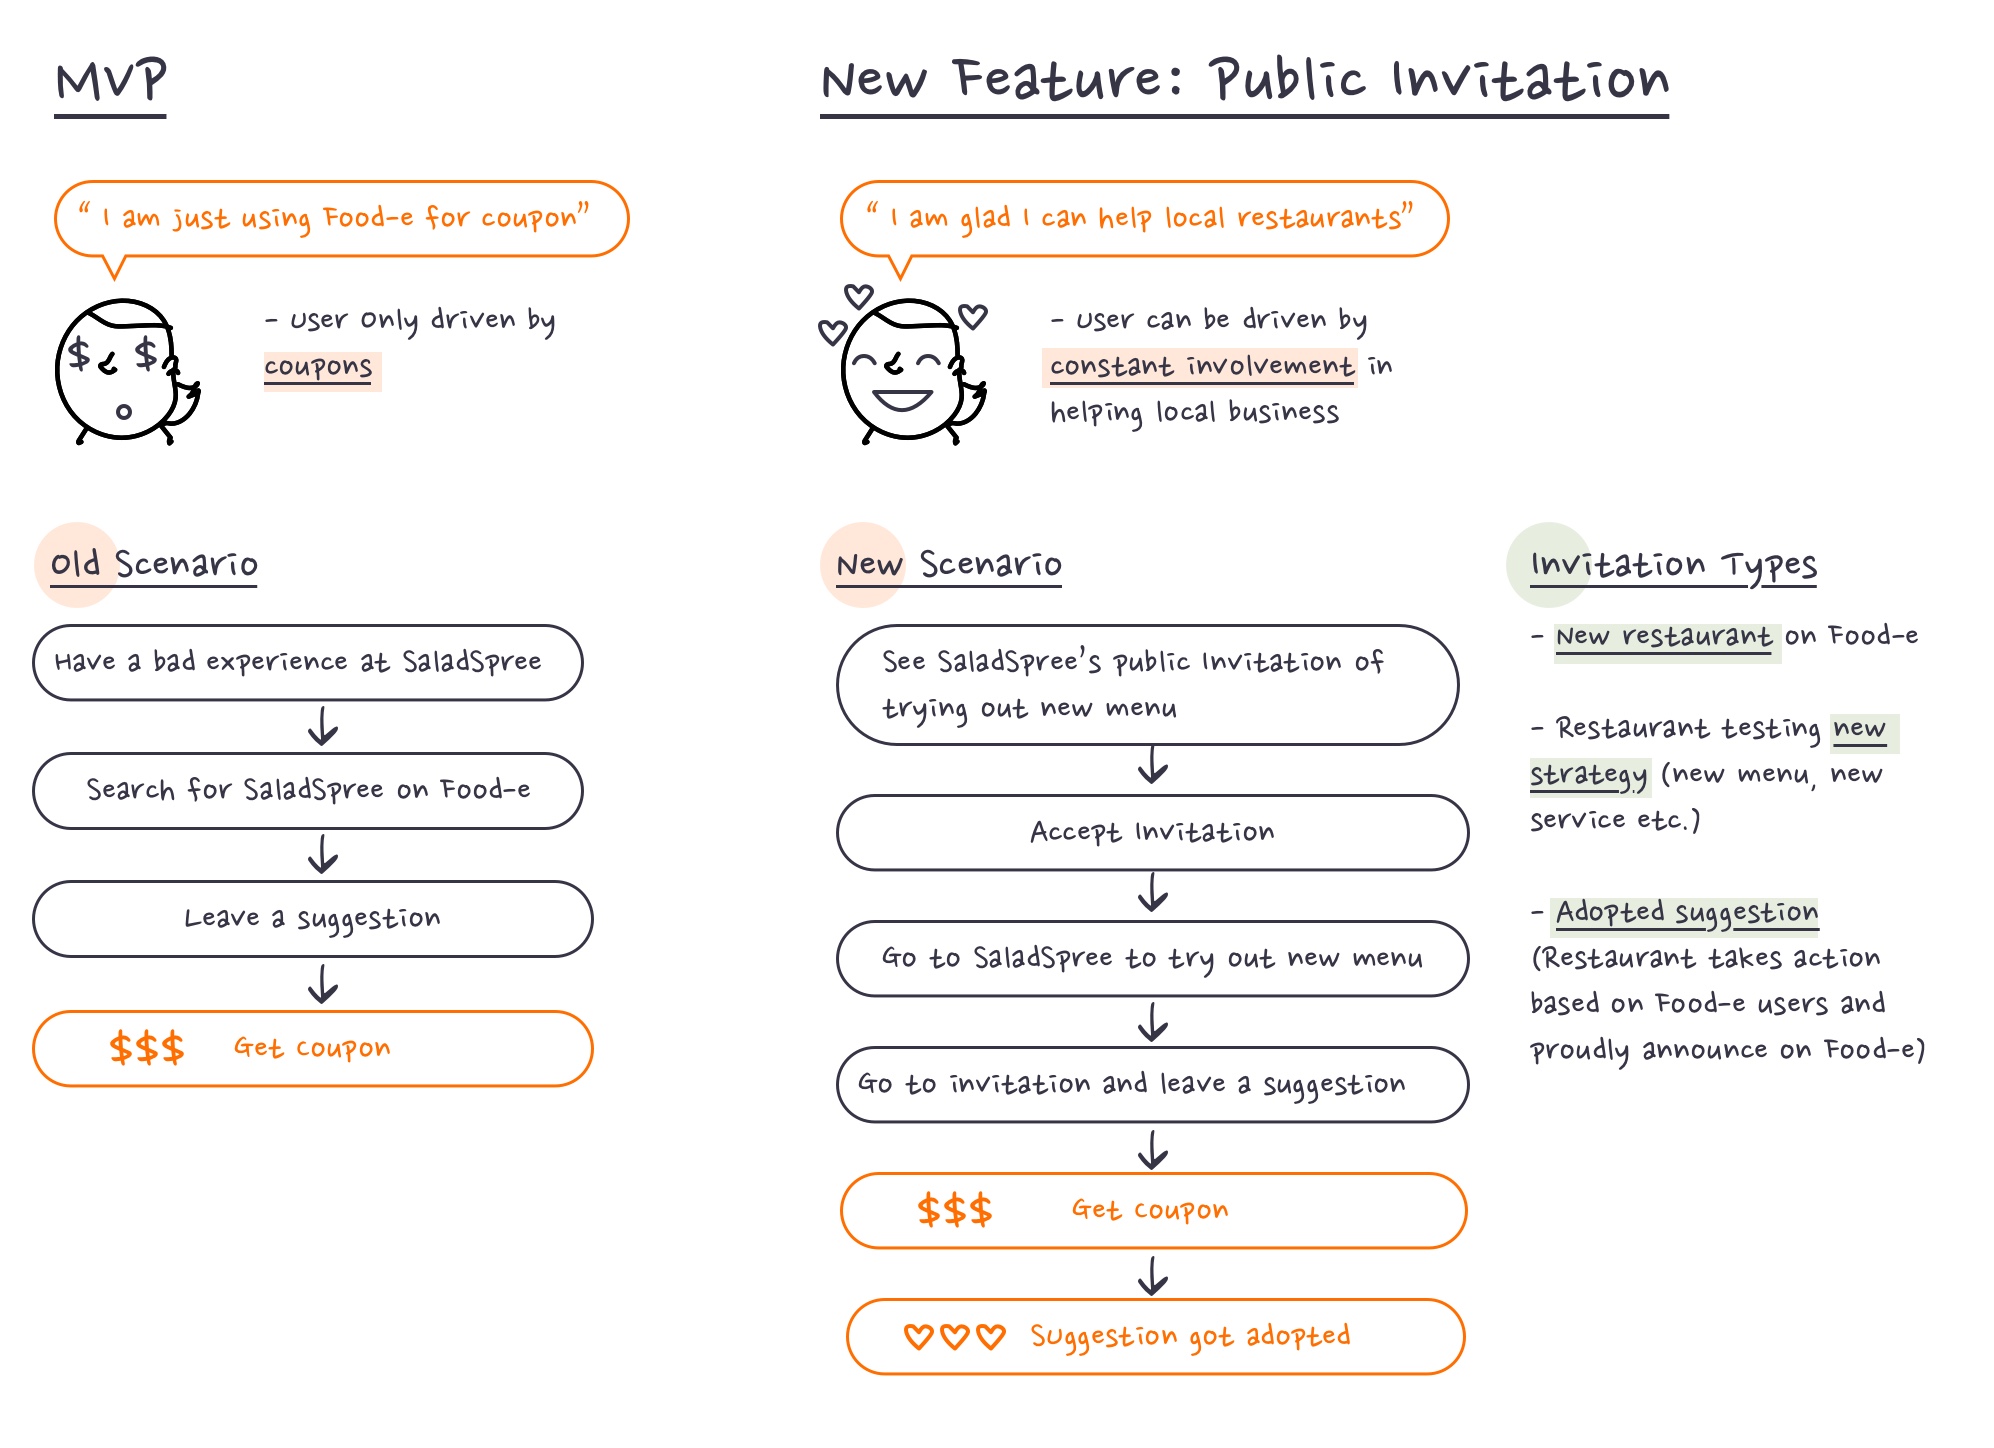 MVP
“ I am just using Food-e for coupon”
- User Only driven by
coupons
Old Scenario
Have a bad experience at SaladSpree
Search for SaladSpree on Food-e
Leave a suggestion
$$$ Get coupon
New Feature: Public Invitation
“ I am glad I can help local restaurants”
- User can be driven by
constant involvement in
helping local business
New Scenario
See SaladSpree’s public Invitation of
trying out new menu
Accept Invitation
Go to SaladSpree to try out new menu
Go to invitation and leave a suggestion
$$$ Get coupon
Suggestion got adopted
Invitation Types
- New restaurant on Food-e
- Restaurant testing new
strategy (new menu, new
service etc.)
- Adopted suggestion
(Restaurant takes action
based on Food-e users and
proudly announce on Food-e)